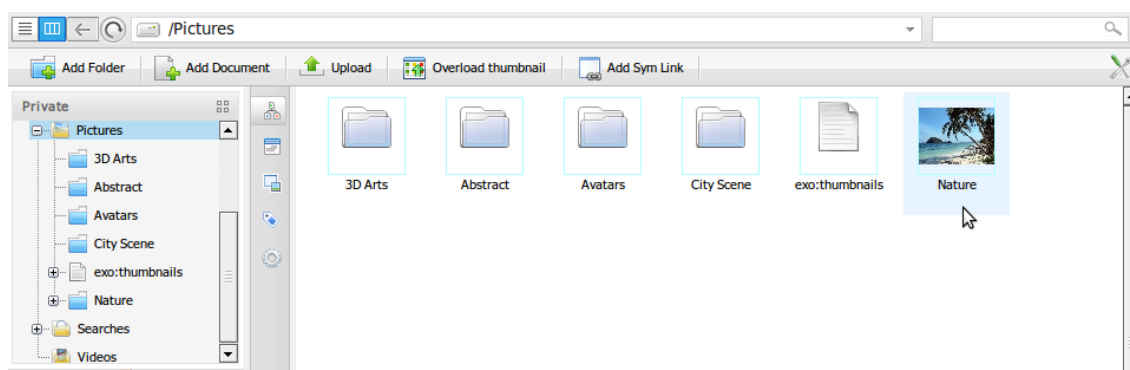 /Pictures
Add Folder Add Document Upload Overload thumbnail Add Sym Link
Private
Pictures
3D Arts
Abstract
Avatars
City Scene
exo:thumbnails
Nature
Searches
Videos
3D Arts Abstract Avatars City Scene exo:thumbnails Nature